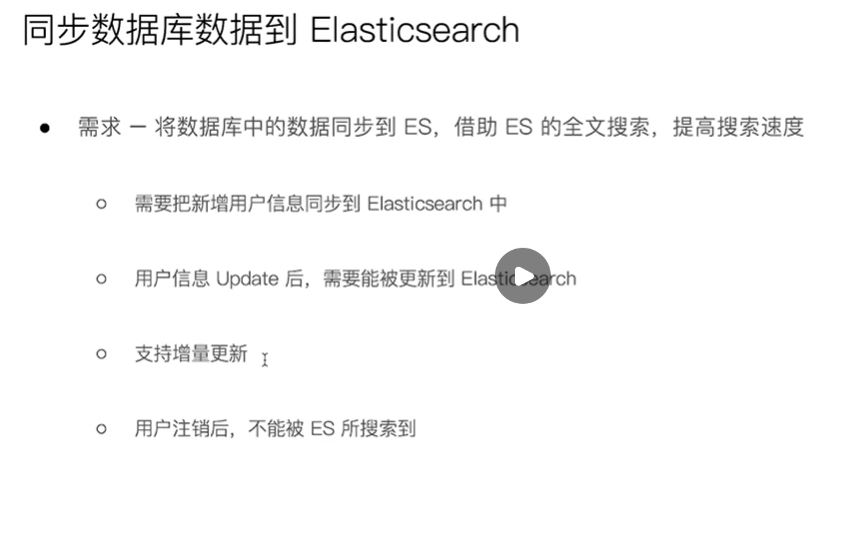 同步数据库数据到 Elasticsearch
● 需求 – 将数据库中的数据同步到 ES，借助 ES 的全文搜索，提高搜索速度
○ 需要把新增用户信息同步到 Elasticsearch 中
○ 用户信息 Update 后，需要能被更新到 Elasticsearch
○ 支持增量更新
○ 用户注销后，不能被 ES 所搜索到